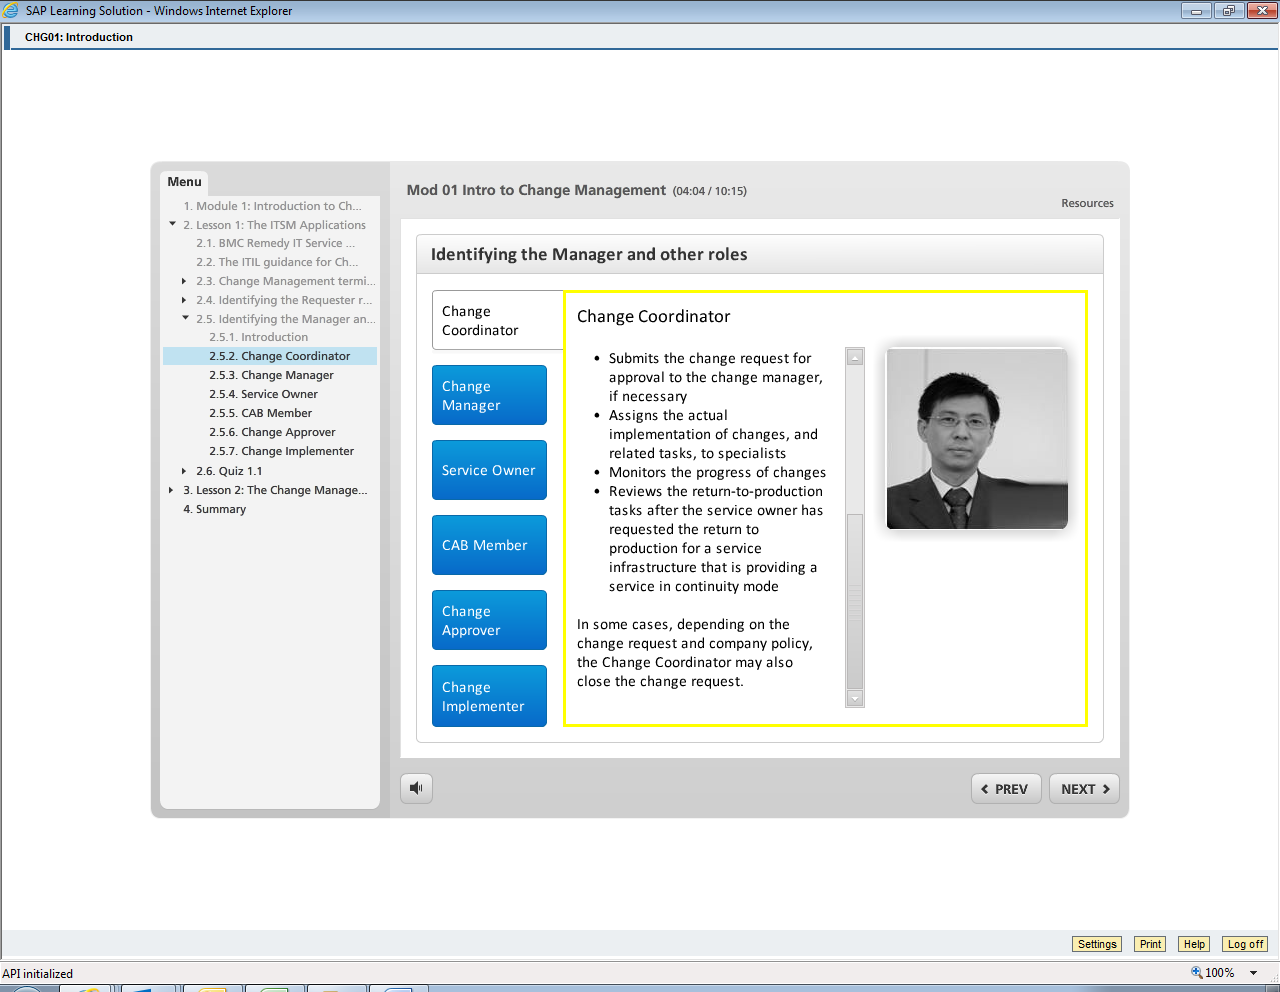 SAP Learning Solution - Windows Internet Explorer
CHG01: Introduction
Menu
1. Module 1: Introduction to Ch...
2. Lesson 1: The ITSM Applications
2.1. BMC Remedy IT Service ...
2.2. The ITIL guidance for Ch...
2.3. Change Management termi...
2.4. Identifying the Requester r...
2.5. Identifying the Manager an...
2.5.1. Introduction
2.5.2. Change Coordinator
2.5.3. Change Manager
2.5.4. Service Owner
2.5.5. CAB Member
2.5.6. Change Approver
2.5.7. Change Implementer
2.6. Quiz 1.1
3. Lesson 2: The Change Manage...
4. Summary
Mod 01 Intro to Change Management (04:04 / 10:15)
Resources
Identifying the Manager and other roles
Change
Coordinator
Change
Manager
Service Owner
CAB Member
Change
Approver
Change
Implementer
Change Coordinator
• Submits the change request for
approval to the change manager,
if necessary
• Assigns the actual
implementation of changes, and
related tasks, to specialists
• Monitors the progress of changes
• Reviews the return-to-production
tasks after the service owner has
requested the return to
production for a service
infrastructure that is providing a
service in continuity mode
In some cases, depending on the
change request and company policy,
the Change Coordinator may also
close the change request.
PREV
NEXT
Settings
Print
Help
Log off
API initialized
100%